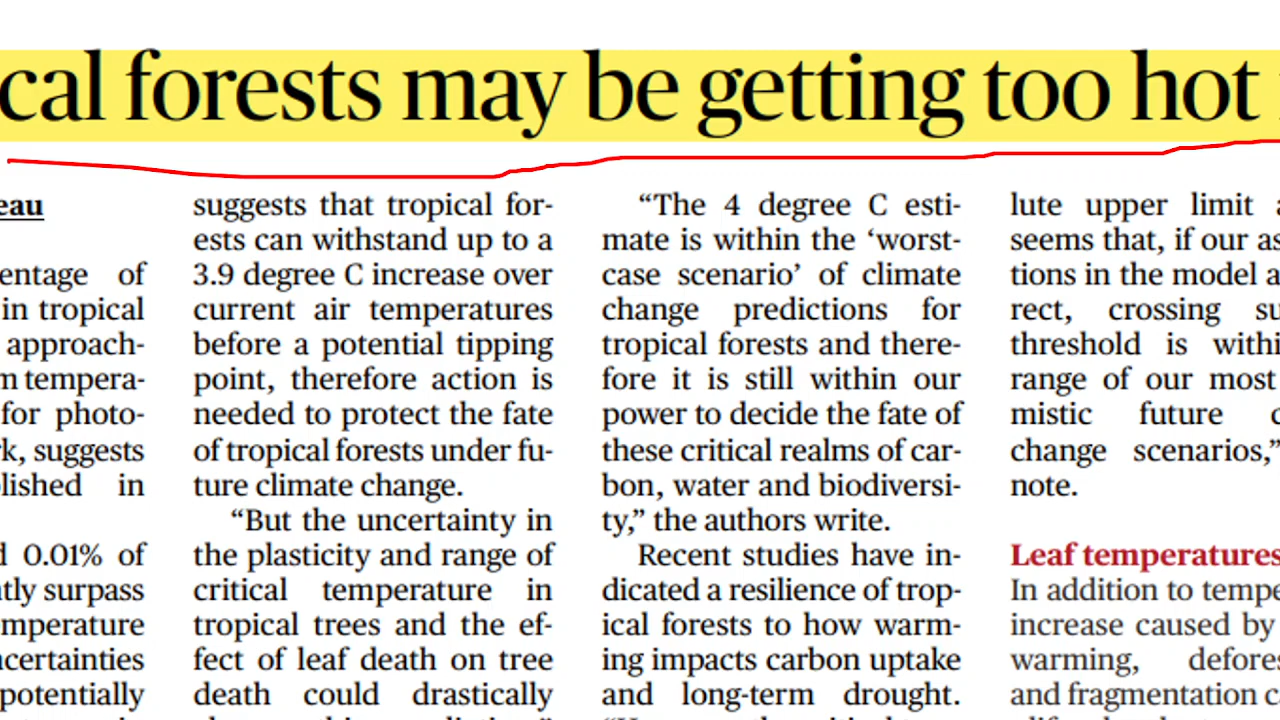 cal forests may be getting too hot
eau
entage of
in tropical
approach-
m tempera-
for photo-
rk, suggests
lished in
d 0.01% of
tly surpass
mperature
ncertainties
potentially
suggests that tropical for-
ests can withstand up to a
3.9 degree C increase over
current air temperatures
before a potential tipping
point, therefore action is
needed to protect the fate
of tropical forests under fu-
ture climate change.
“But the uncertainty in
the plasticity and range of
critical temperature in
tropical trees and the ef-
fect of leaf death on tree
death could drastically
“The 4 degree C esti-
mate is within the ‘worst-
case scenario’ of climate
change predictions for
tropical forests and there-
fore it is still within our
power to decide the fate of
these critical realms of car-
bon, water and biodiversi-
ty,” the authors write.
Recent studies have in-
dicated a resilience of trop-
ical forests to how warm-
ing impacts carbon uptake
and long-term drought.
lute upper limit a
seems that, if our as
tions in the model a
rect, crossing su
threshold is withi
range of our most
mistic future c
change scenarios,”
note.
Leaf temperatures
In addition to tempe
increase caused by
warming, defores
and fragmentation c